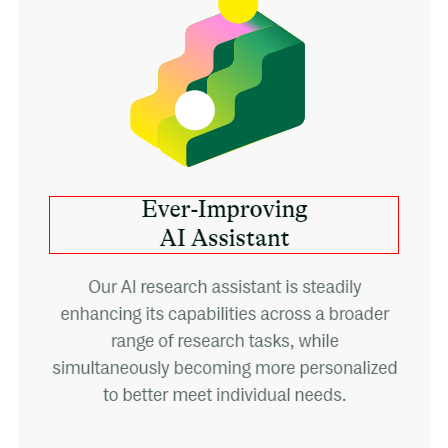 Ever-Improving
AI Assistant
Our AI research assistant is steadily
enhancing its capabilities across a broader
range of research tasks, while
simultaneously becoming more personalized
to better meet individual needs.